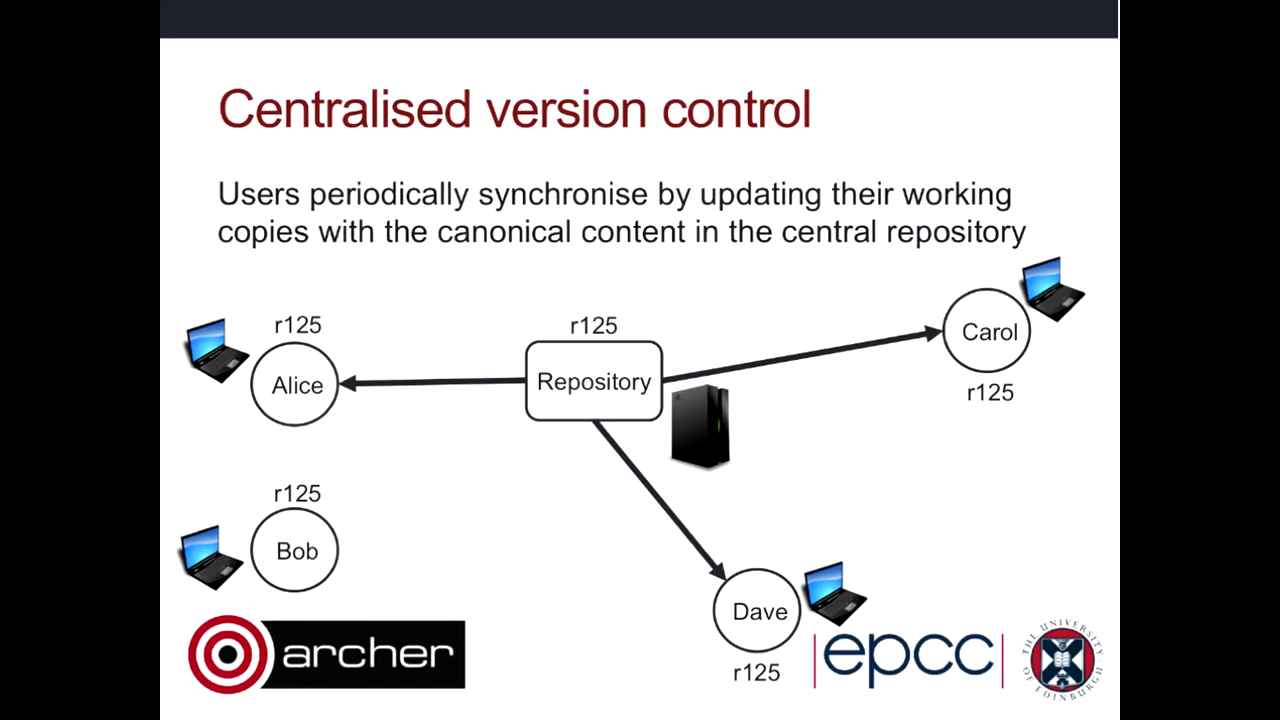 Centralised version control
Users periodically synchronise by updating their working
copies with the canonical content in the central repository
r125
Alice
r125
Repository
Carol
r125
r125
Bob
Dave
r125
archer
epcc
THE UNIVERSITY
OF EDINBURGH